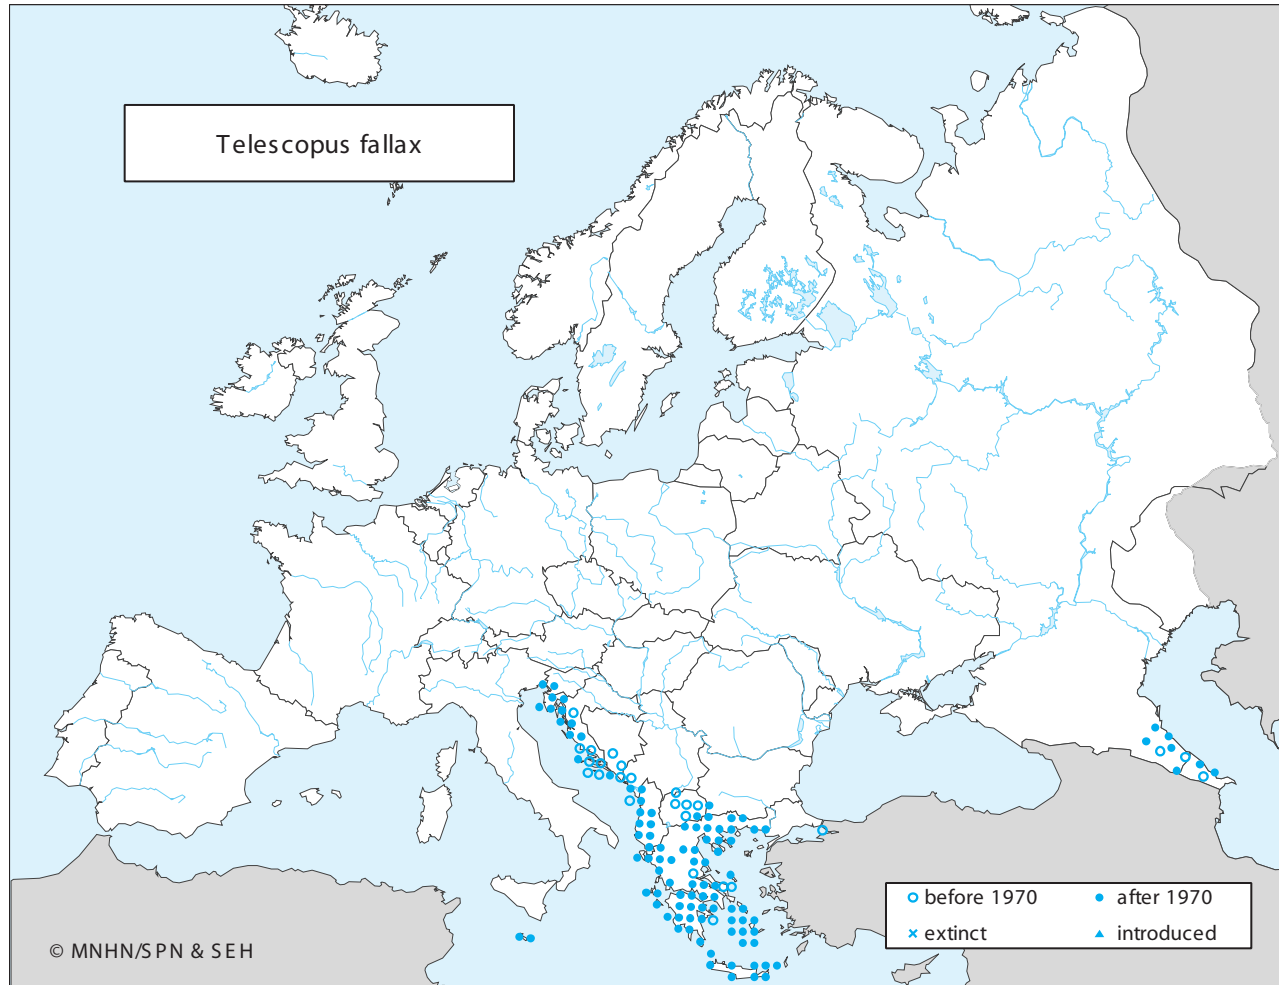 Telescopus fallax
before 1970
after 1970
extinct
introduced
© MNHN/SPN & SEH